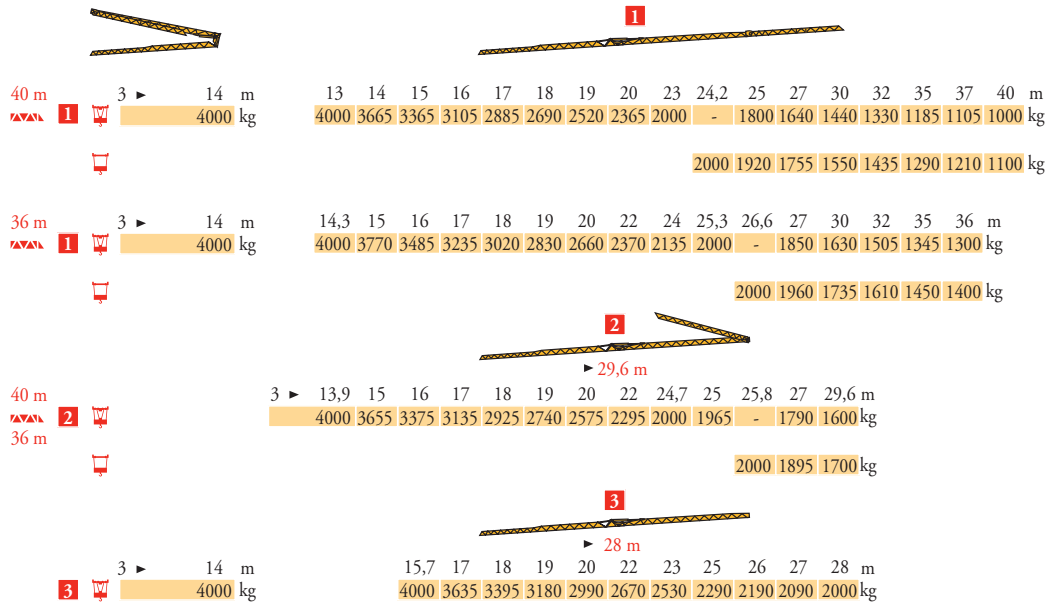 1
40 m 3 ► 14 m 13 14 15 16 17 18 19 20 23 24,2 25 27 30 32 35 37 40 m
1 4000 kg 4000 3665 3365 3105 2885 2690 2520 2365 2000 - 1800 1640 1440 1330 1185 1105 1000 kg
2000 1920 1755 1550 1435 1290 1210 1100 kg
36 m 3 ► 14 m 14,3 15 16 17 18 19 20 22 24 25,3 26,6 27 30 32 35 36 m
1 4000 kg 4000 3770 3485 3235 3020 2830 2660 2370 2135 2000 - 1850 1630 1505 1345 1300 kg
2000 1960 1735 1610 1450 1400 kg
2
► 29,6 m
40 m 3 ► 13,9 15 16 17 18 19 20 22 24,7 25 25,8 27 29,6 m
2 4000 3655 3375 3135 2925 2740 2575 2295 2000 1965 - 1790 1600 kg
36 m
2000 1895 1700 kg
3
► 28 m
3 ► 14 m 15,7 17 18 19 20 22 23 25 26 27 28 m
3 4000 kg 4000 3635 3395 3180 2990 2670 2530 2290 2190 2090 2000 kg